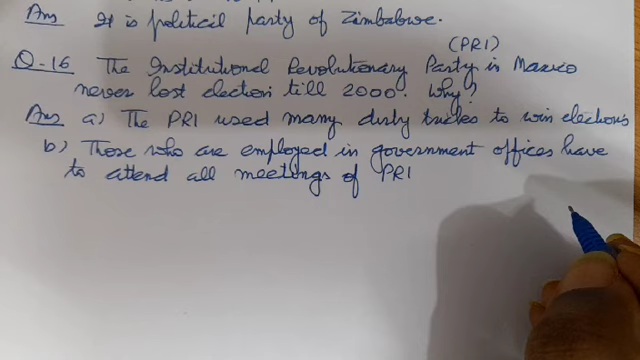 Ans It is political party of Zimbabwe.
(PRI)
Q-16 The Institutional Revolutionary Party in Mexico
never lost election till 2000. Why?
Ans a) The PRI used many dirty tricks to win elections
b) Those who are employed in government offices have
to attend all meetings of PRI